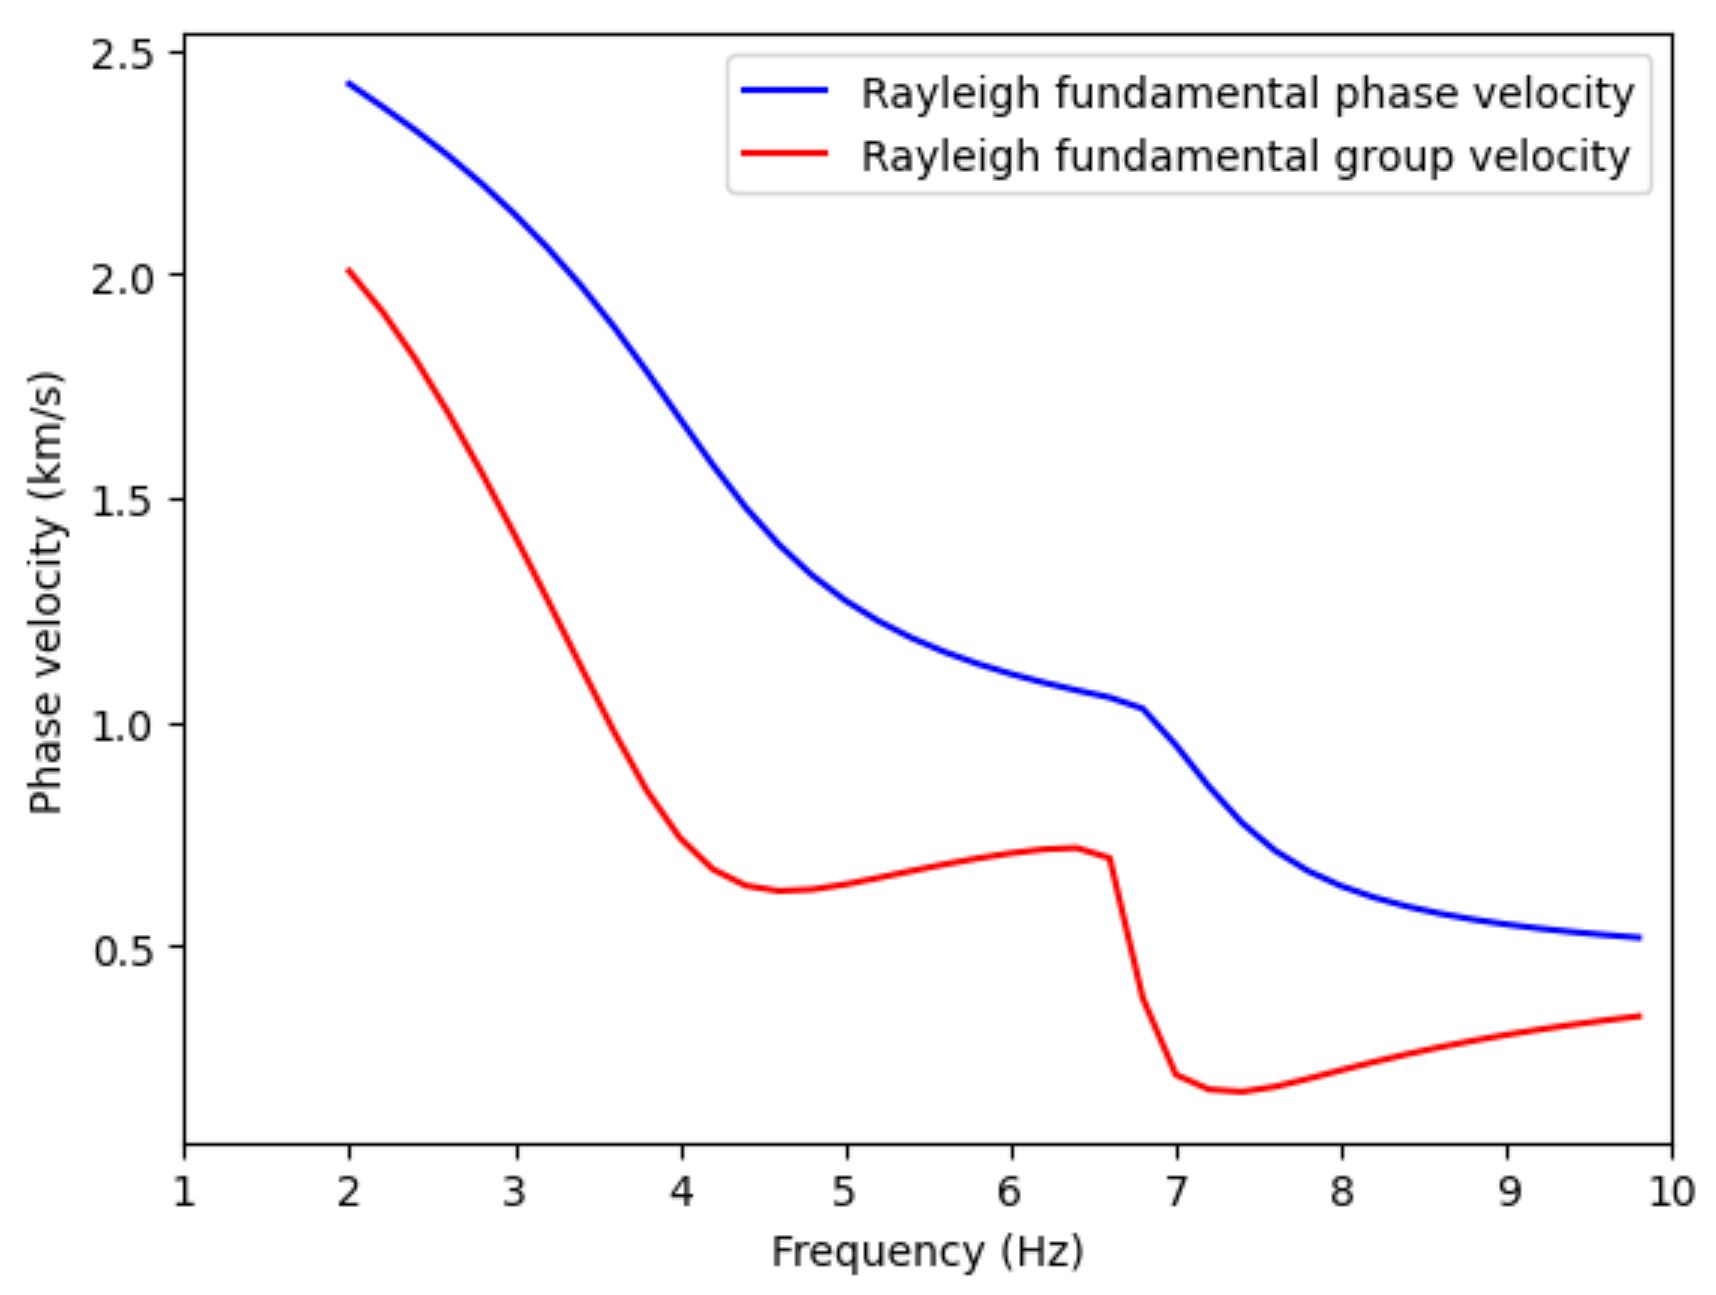 Rayleigh fundamental phase velocity
Rayleigh fundamental group velocity
Phase velocity (km/s)
2.5
2.0
1.5
1.0
0.5
1 2 3 4 5 6 7 8 9 10
Frequency (Hz)